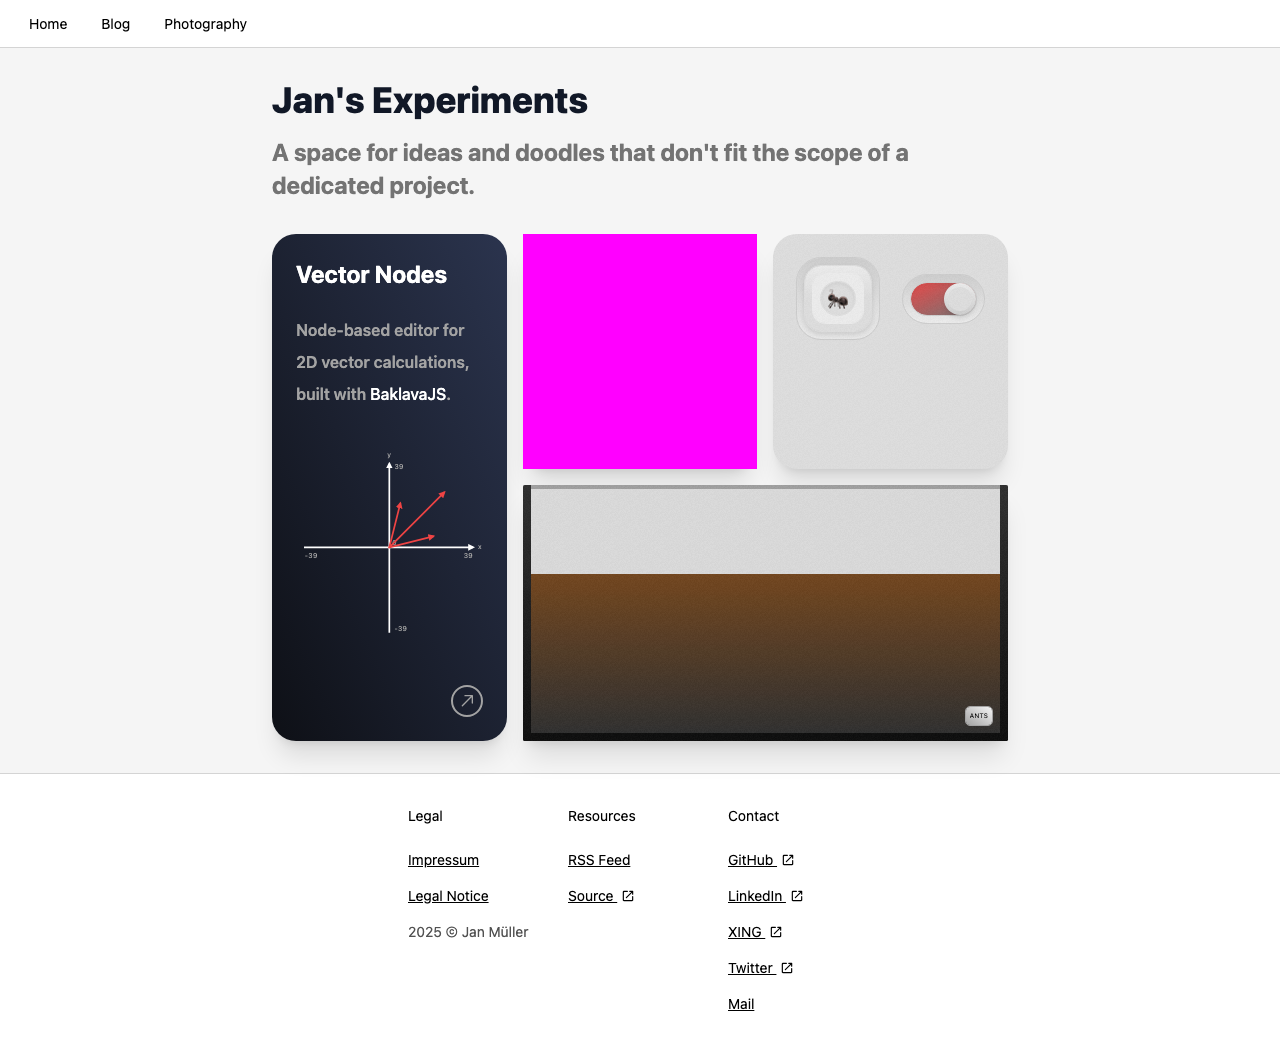 Home Blog Photography
Jan's Experiments
A space for ideas and doodles that don't fit the scope of a
dedicated project.
Vector Nodes
Node-based editor for
2D vector calculations,
built with BaklavaJS.
y
39
-39
39
x
-39
ANTS
Legal
Impressum
Legal Notice
2025 © Jan Müller
Resources
RSS Feed
Source
Contact
GitHub
LinkedIn
XING
Twitter
Mail